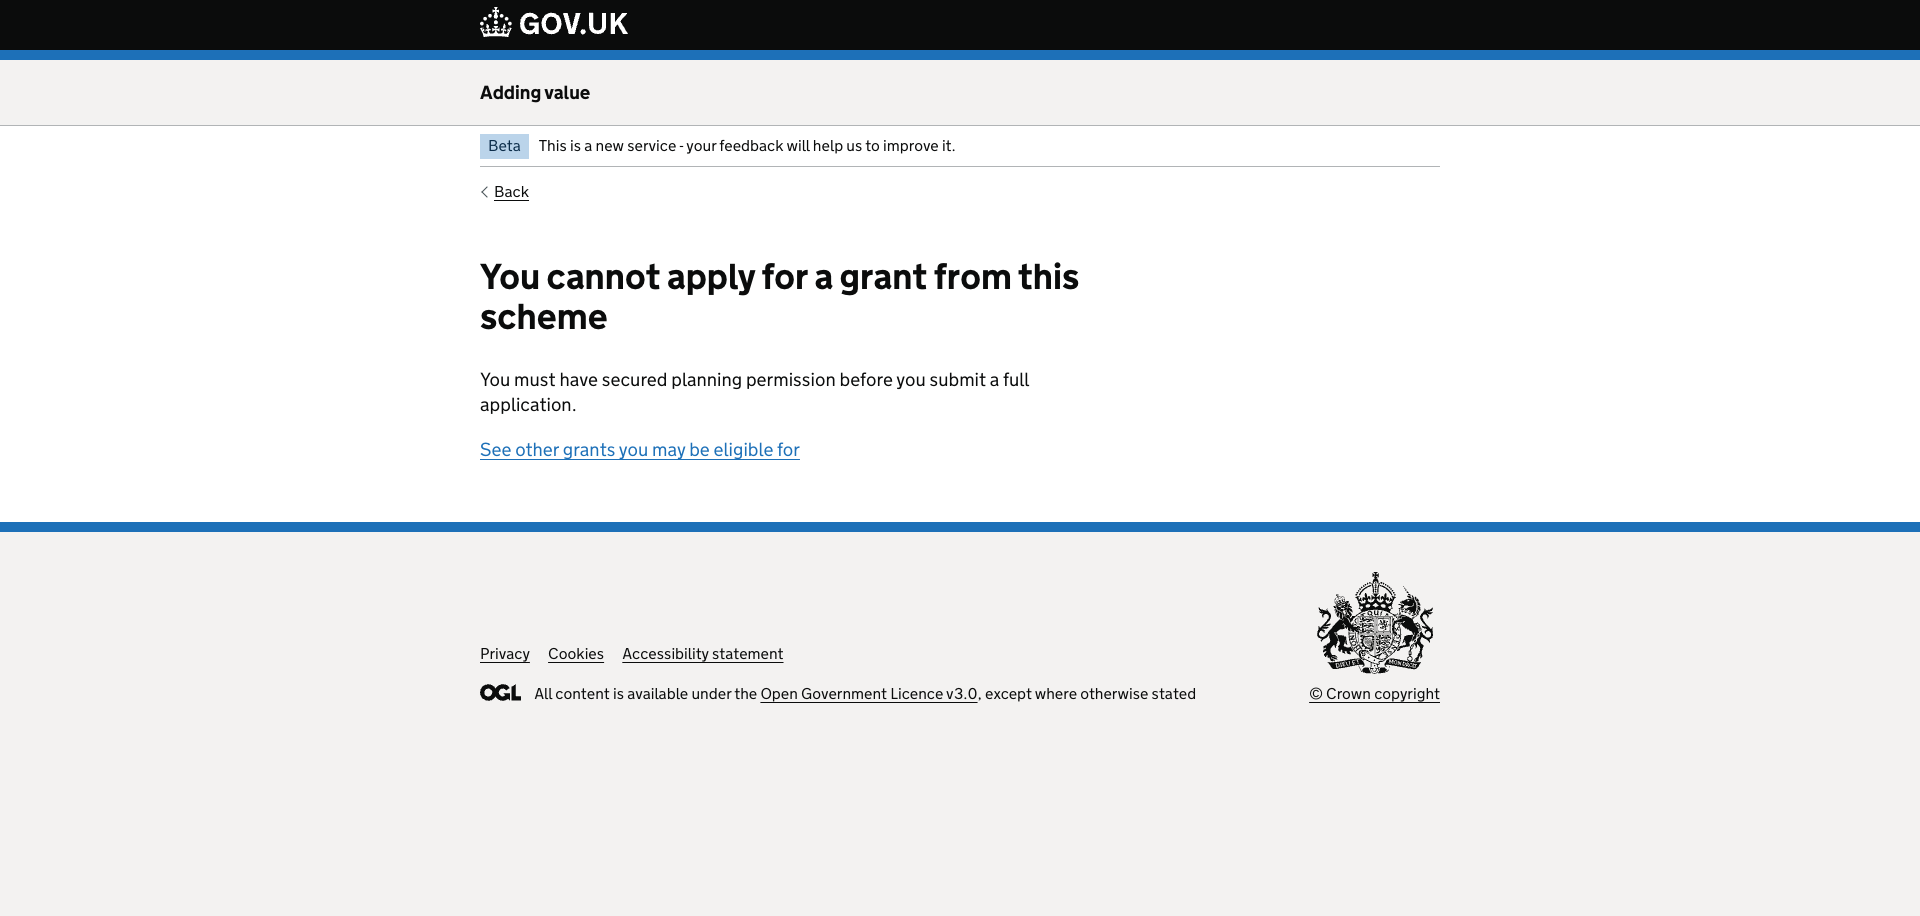 GOV.UK
Adding value
Beta This is a new service - your feedback will help us to improve it.
Back
You cannot apply for a grant from this
scheme
You must have secured planning permission before you submit a full
application.
See other grants you may be eligible for
Privacy Cookies Accessibility statement
OGL All content is available under the Open Government Licence v3.0, except where otherwise stated
© Crown copyright